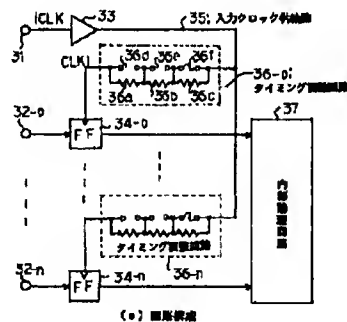 iCLK
33
35; 入力クロック供給路
31
CLKi
36d
36e
36f
36a
36b
36c
36-0;
タイミング調整回路
32-0
FF
34-0
37
内部論理回路
タイミング調整回路
36-n
32-n
FF
34-n
(a) 回路構成